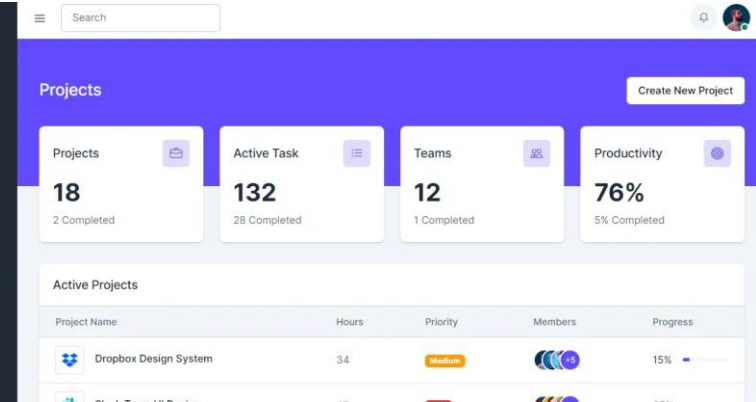 Search
Projects
Create New Project
Projects
18
2 Completed
Active Task
132
28 Completed
Teams
12
1 Completed
Productivity
76%
5% Completed
Active Projects
Project Name Hours Priority Members Progress
Dropbox Design System 34 Medium +5 15%